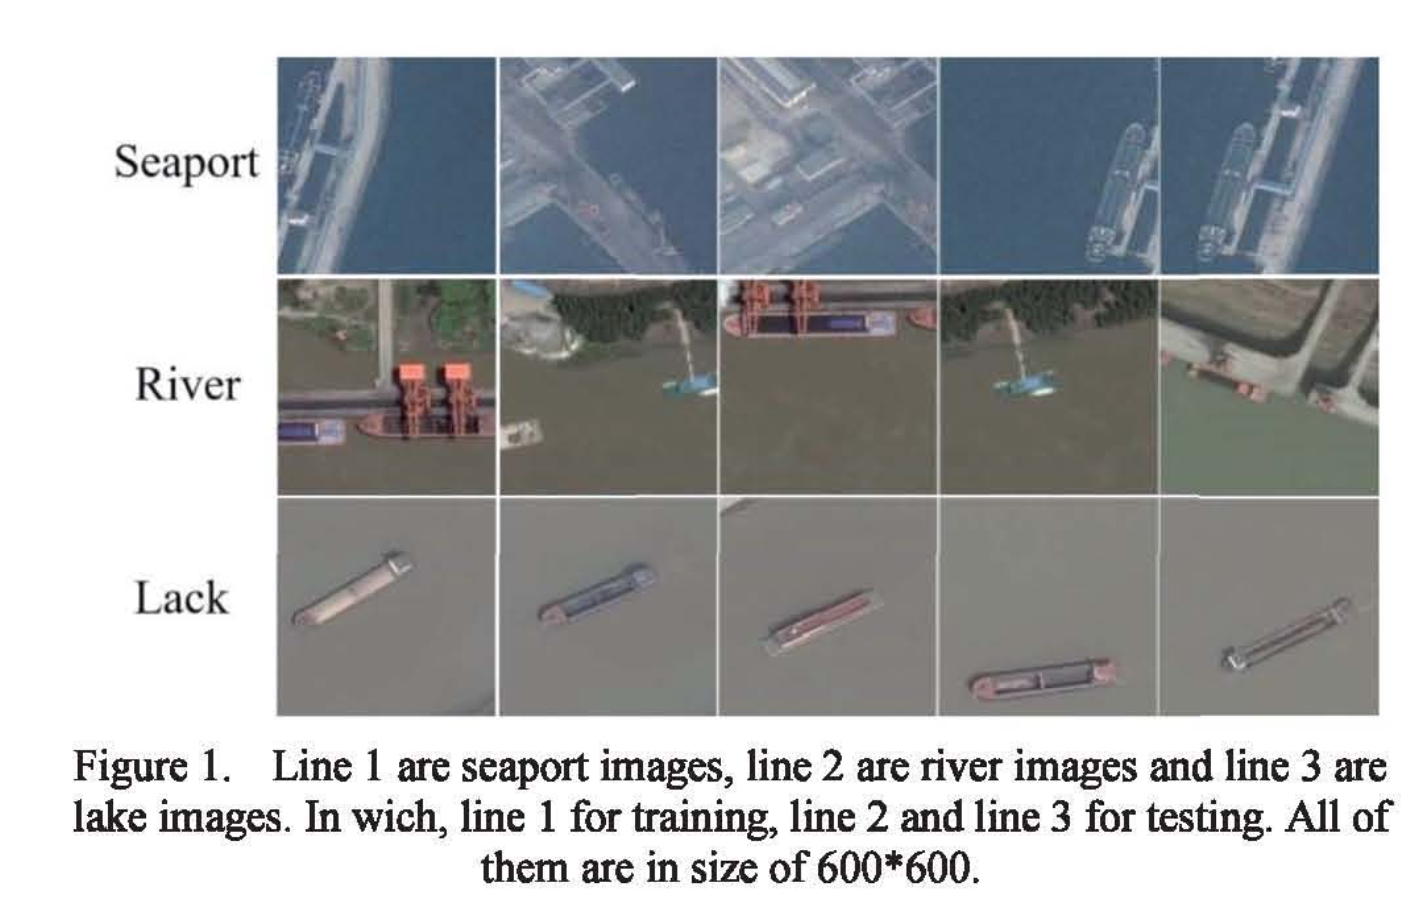 Seaport
River
Lack
Figure 1. Line 1 are seaport images, line 2 are river images and line 3 are
lake images. In wich, line 1 for training, line 2 and line 3 for testing. All of
them are in size of 600*600.